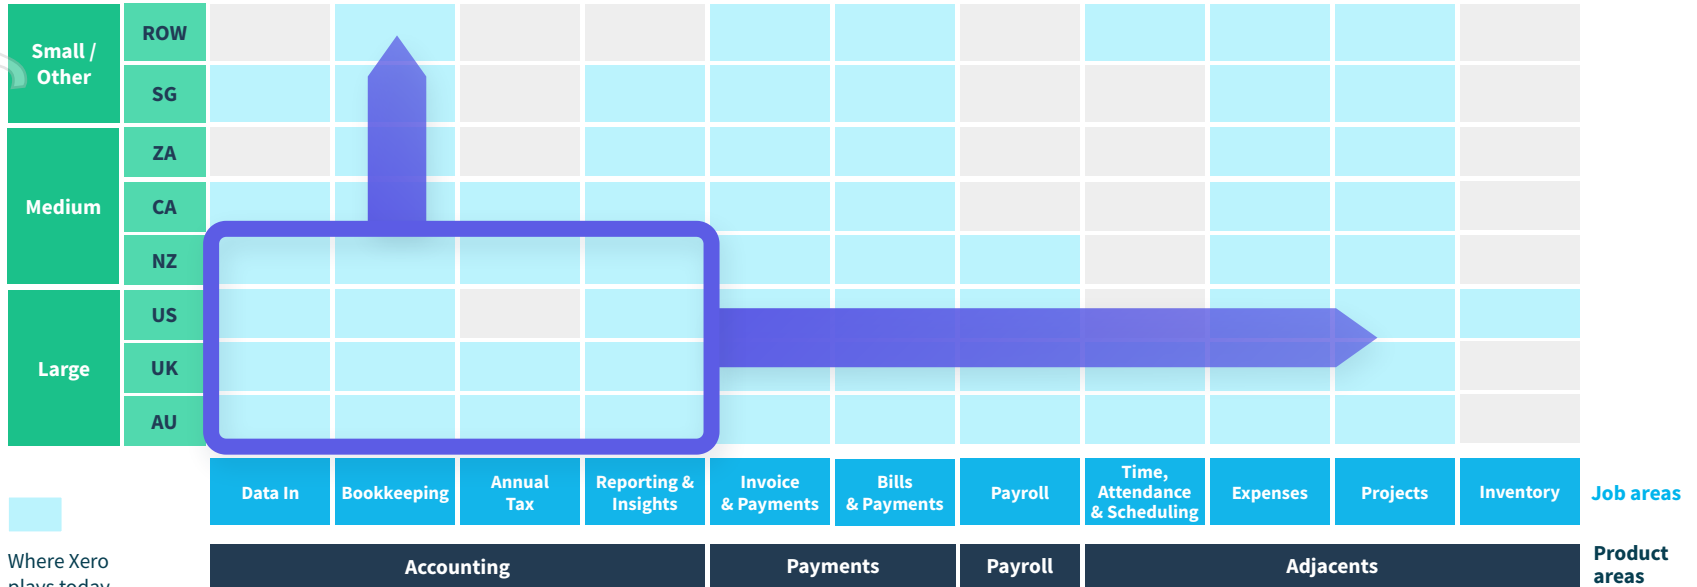 Small /
Other
ROW
SG
Medium
ZA
CA
NZ
Large
US
UK
AU
Data In
Bookkeeping
Annual
Tax
Reporting &
Insights
Invoice
& Payments
Bills
& Payments
Payroll
Time,
Attendance
& Scheduling
Expenses
Projects
Inventory
Job areas
Accounting
Payments
Payroll
Adjacents
Product
areas
Where Xero
plays today